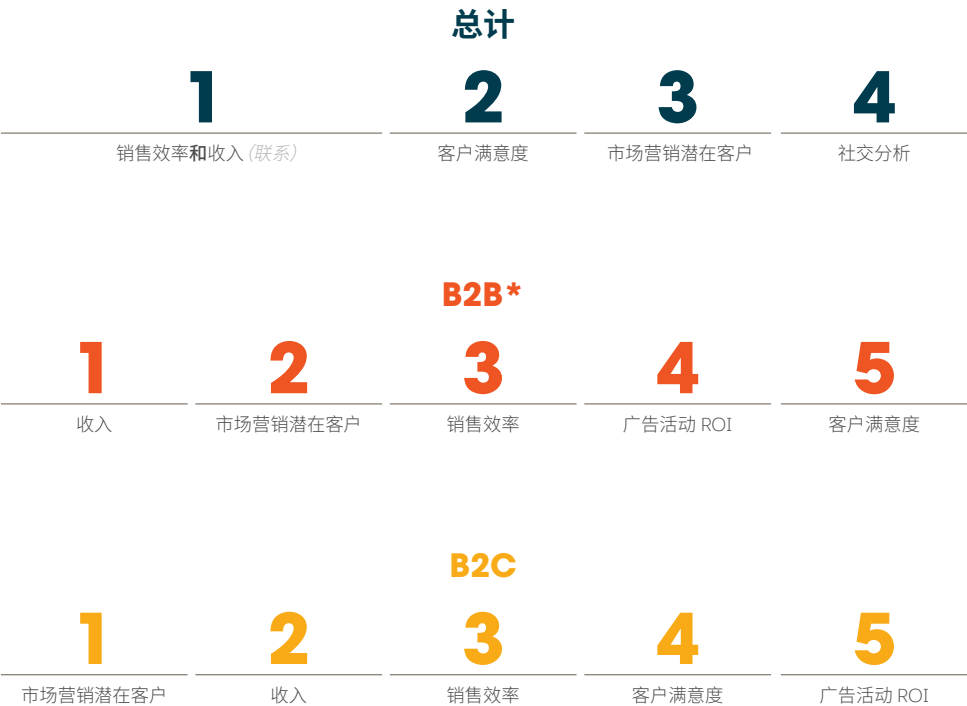 总计
1 2 3 4
销售效率和收入（联系） 客户满意度 市场营销潜在客户 社交分析
B2B*
1 2 3 4 5
收入 市场营销潜在客户 销售效率 广告活动 ROI 客户满意度
B2C
1 2 3 4 5
市场营销潜在客户 收入 销售效率 客户满意度 广告活动 ROI